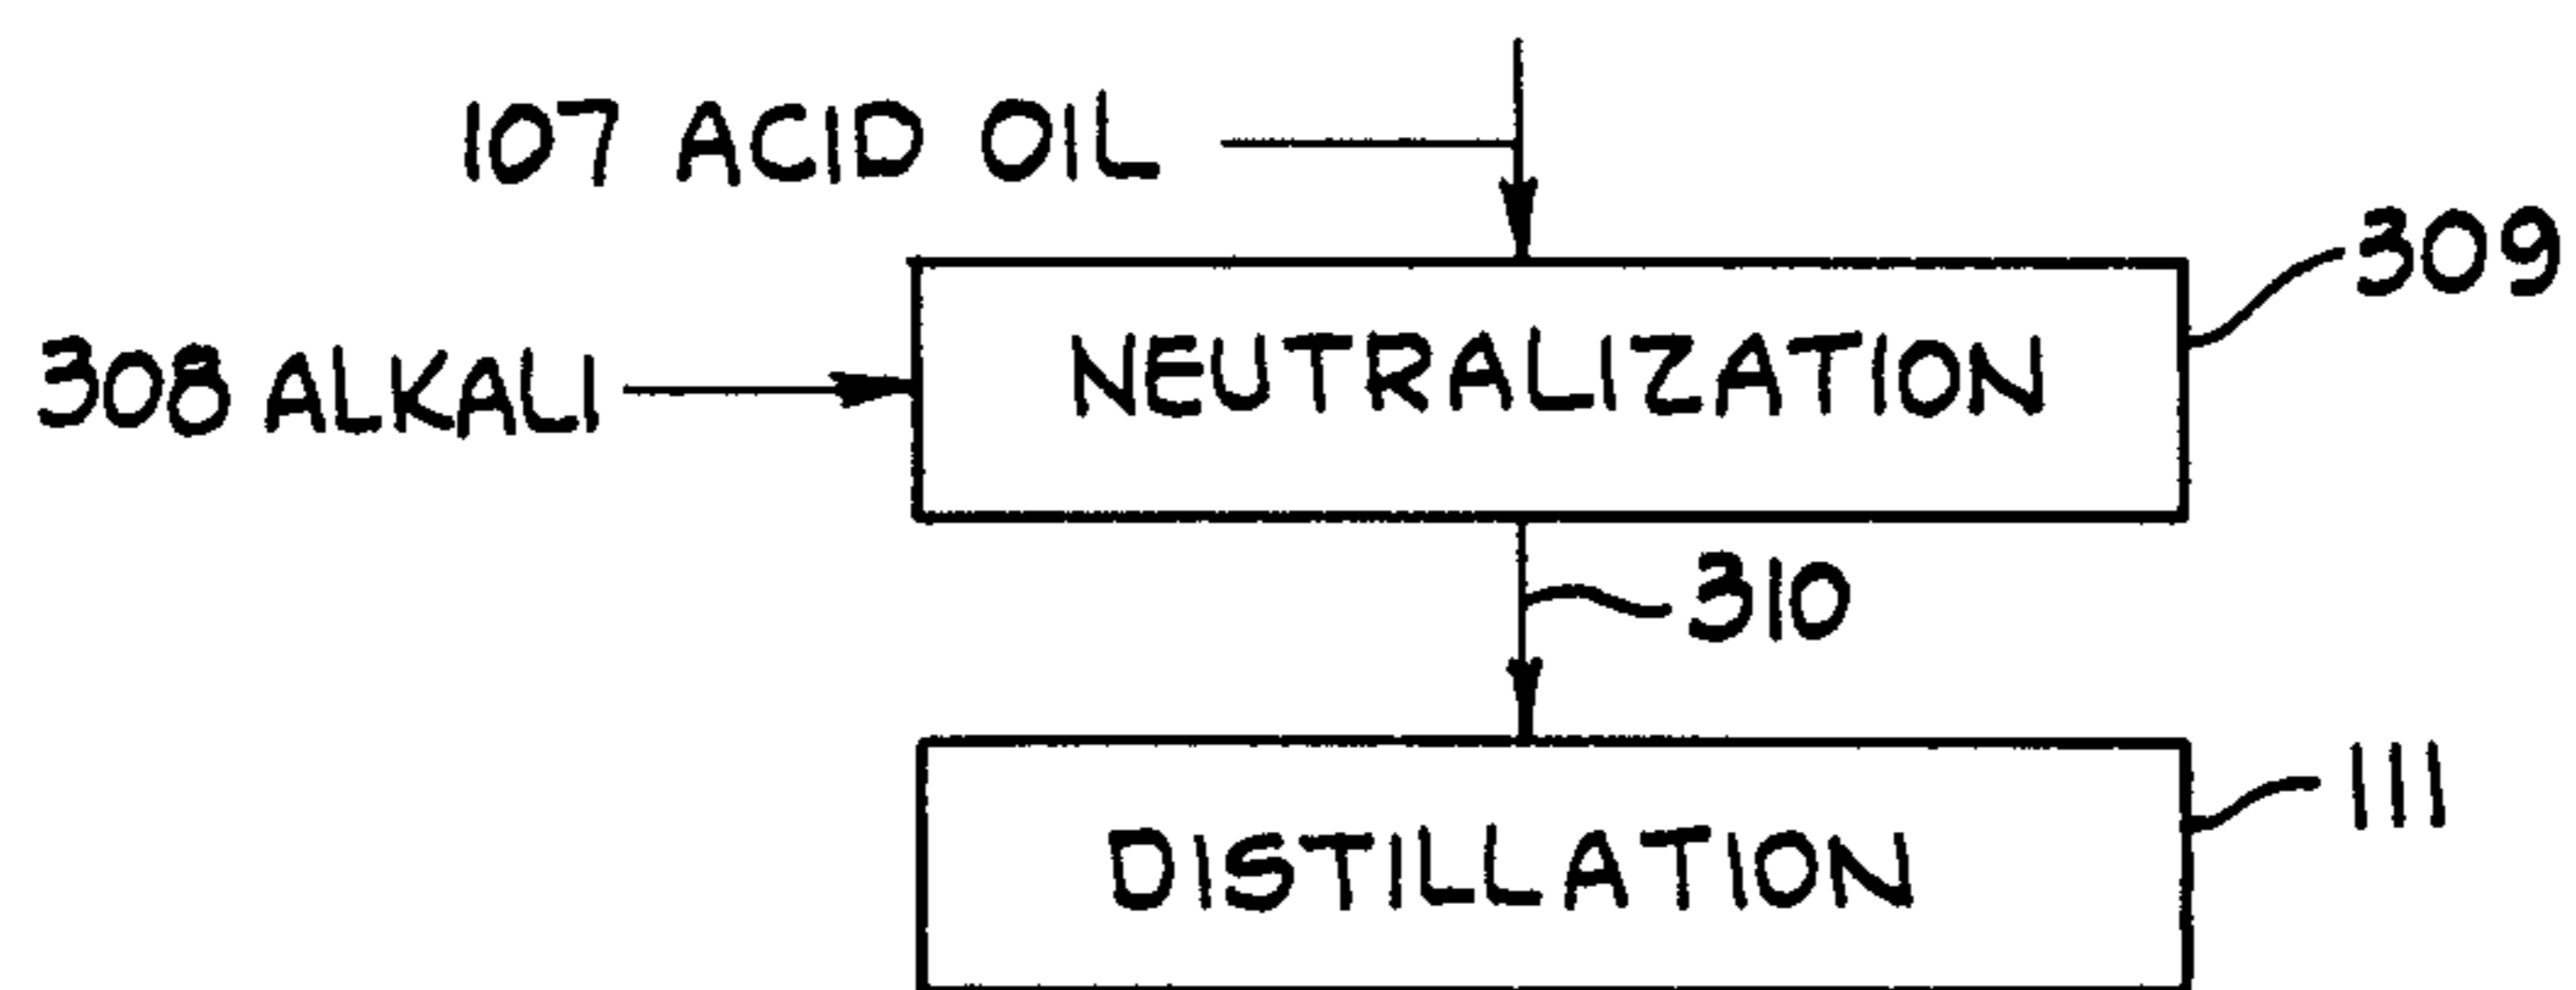 107 ACID OIL
309
308 ALKALI
NEUTRALIZATION
310
111
DISTILLATION